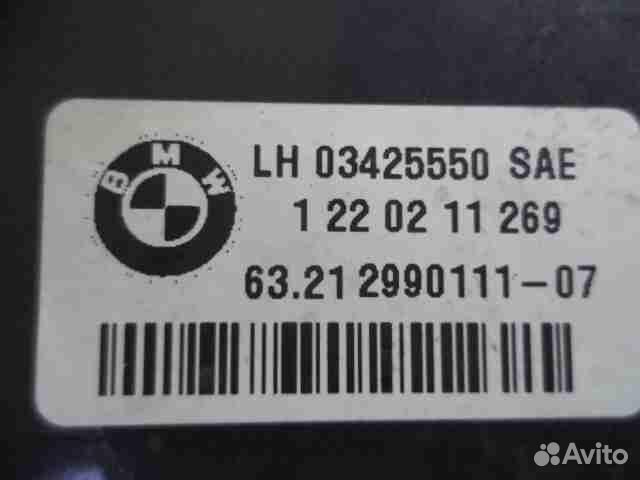 BMW
LH 03425550 SAE
1 22 02 11 269
63.21 2990111-07
Avito